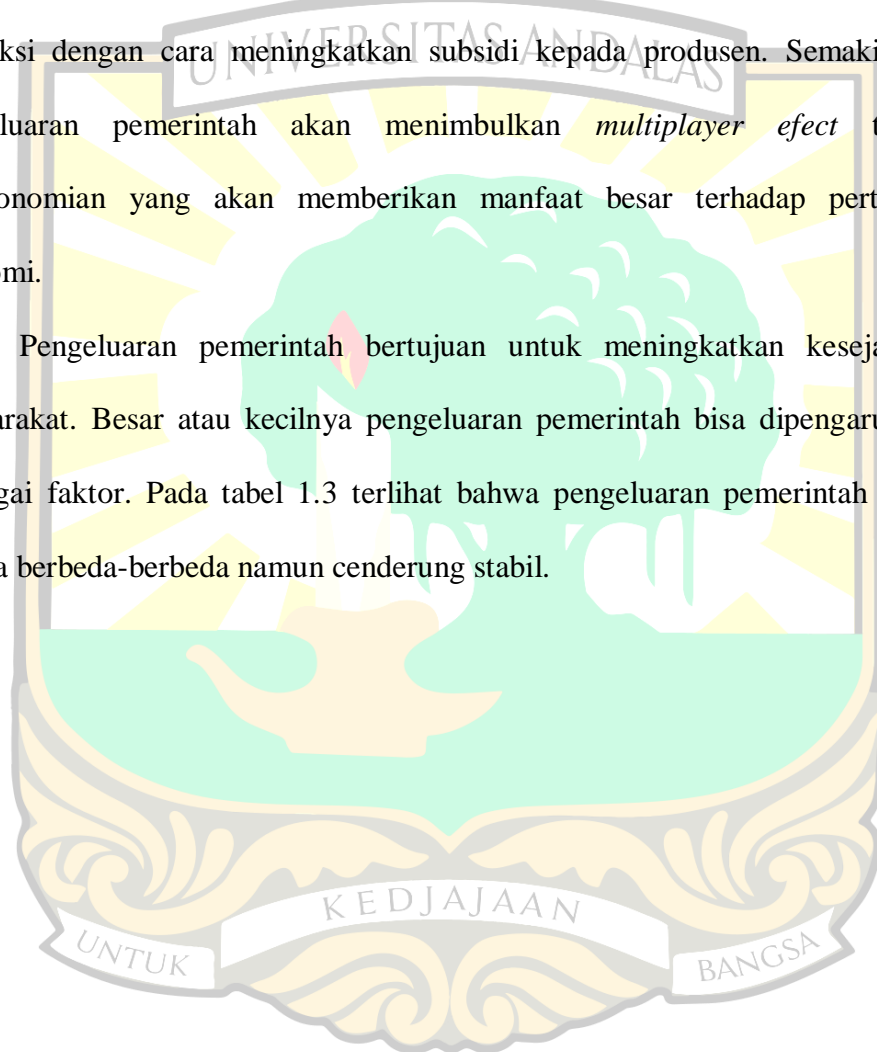 UNIVERSITAS ANDALAS
ksi dengan cara meningkatkan subsidi kepada produsen. Semaki
luaran pemerintah akan menimbulkan multiplayer efect t
onomian yang akan memberikan manfaat besar terhadap pert
omi.
Pengeluaran pemerintah bertujuan untuk meningkatkan keseja
arakat. Besar atau kecilnya pengeluaran pemerintah bisa dipengaru
gai faktor. Pada tabel 1.3 terlihat bahwa pengeluaran pemerintah
a berbeda-berbeda namun cenderung stabil.
KEDJAJAAN
UNTUK
BANGSA